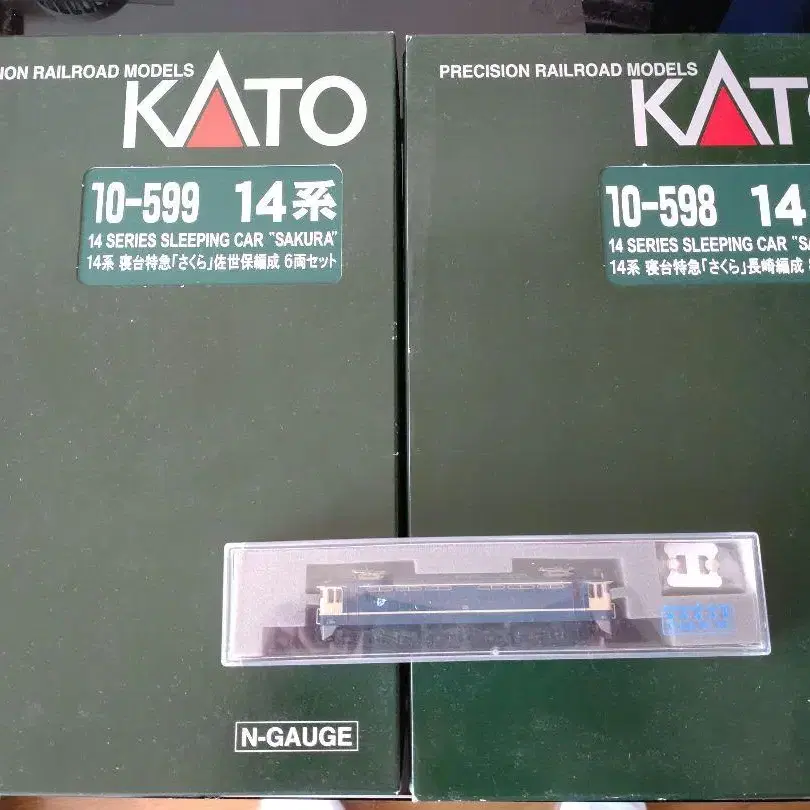 ION RAILROAD MODELS
KATO
10-599 14系
14 SERIES SLEEPING CAR "SAKURA"
14系 寝台特急「さくら」佐世保編成 6両セット
N-GAUGE
PRECISION RAILROAD MODELS
KATO
10-598 14
14 SERIES SLEEPING CAR "SA
14系 寝台特急「さくら」長崎編成